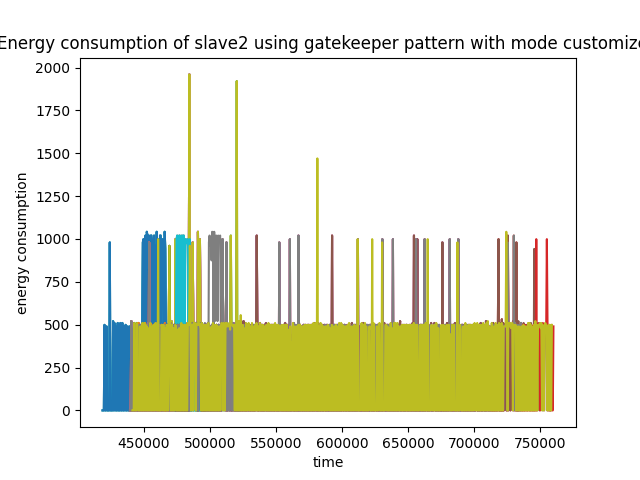 Energy consumption of slave2 using gatekeeper pattern with mode customize
2000
1750
1500
1250
1000
750
500
250
0
energy consumption
450000 500000 550000 600000 650000 700000 750000
time